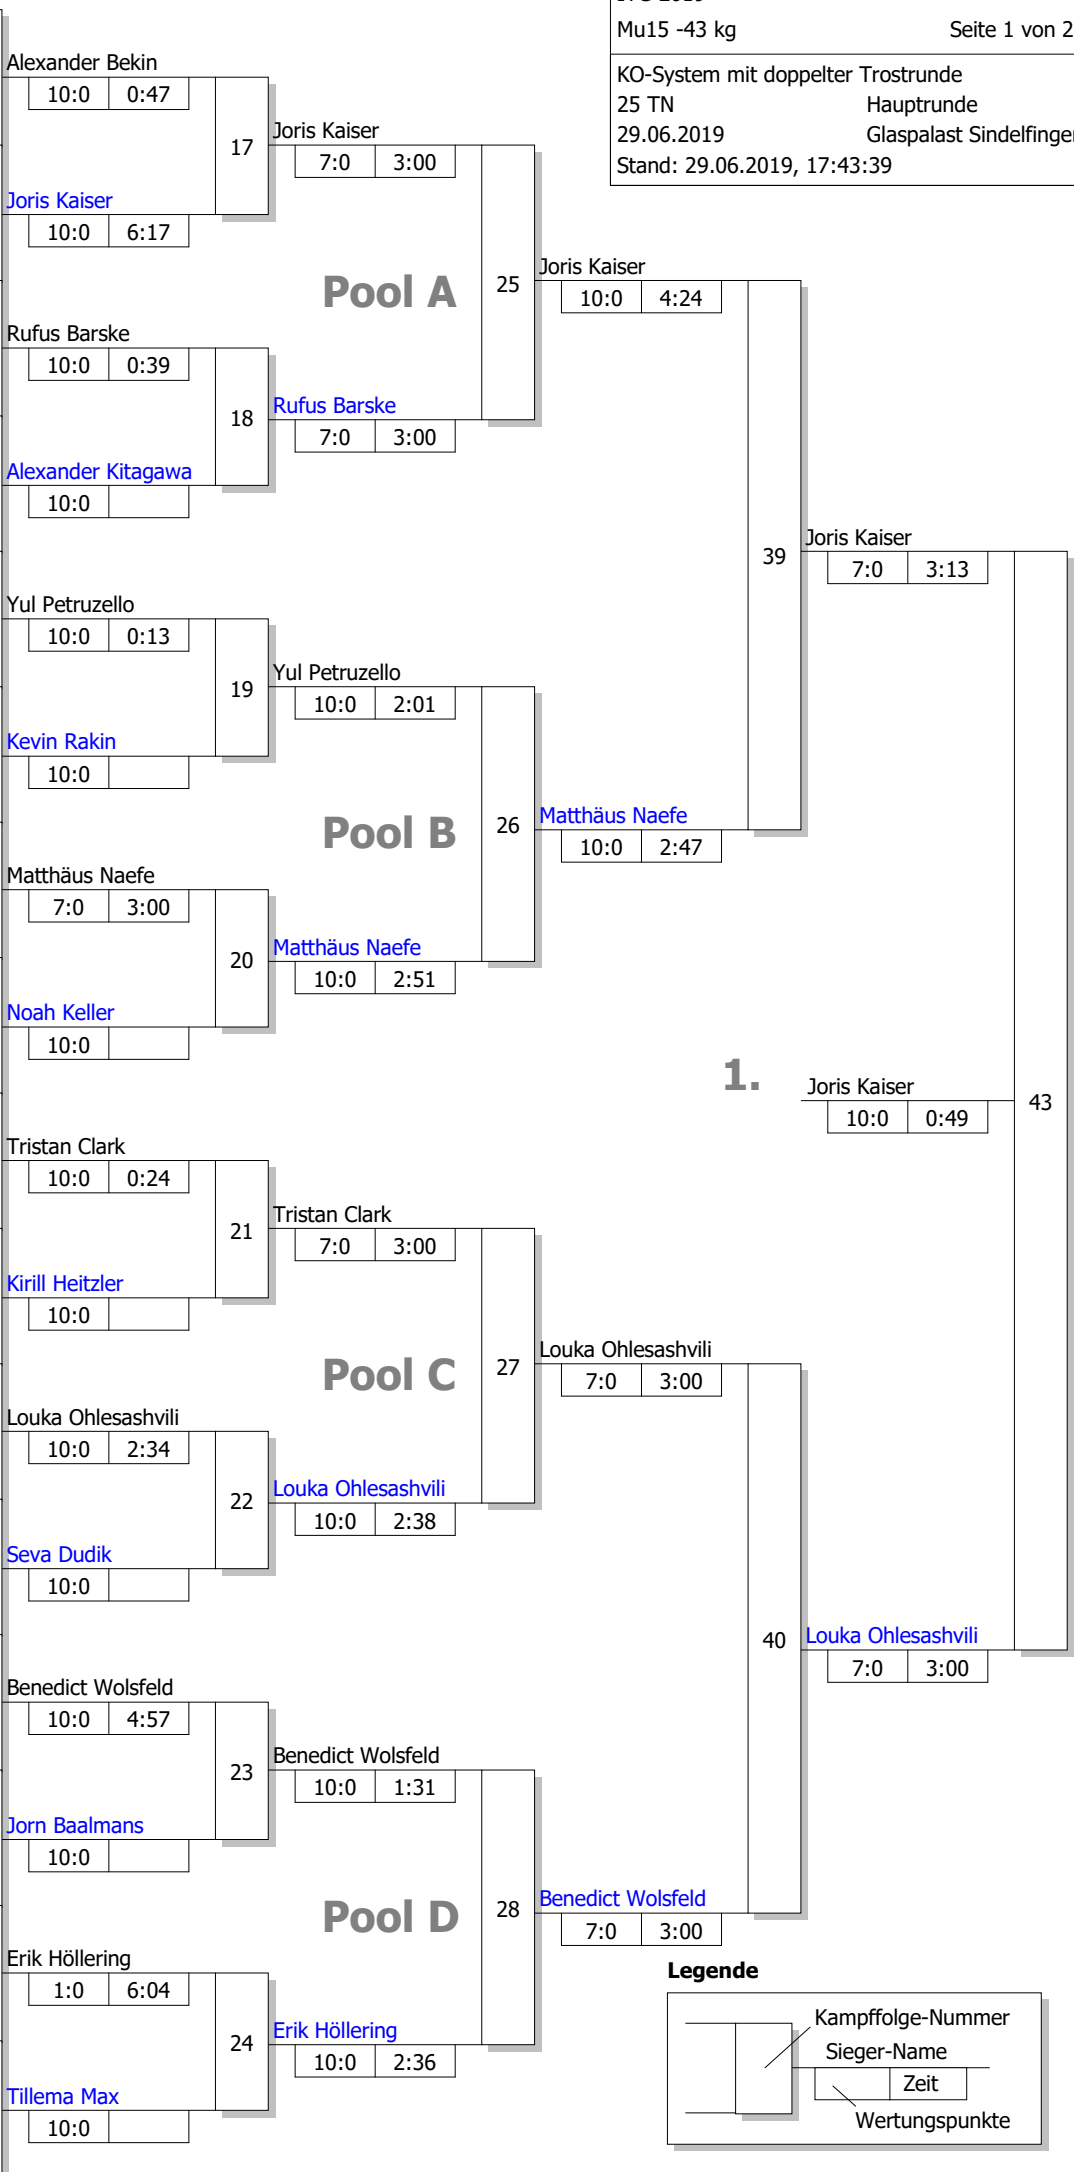 Mu15 -43 kg Seite 1 von 2
KO-System mit doppelter Trostrunde
25 TN Hauptrunde
29.06.2019 Glaspalast Sindelfingen
Stand: 29.06.2019, 17:43:39
Alexander Bekin
10:0 0:47
17
Joris Kaiser
7:0 3:00
Joris Kaiser
10:0 6:17
Pool A
25
Joris Kaiser
10:0 4:24
Rufus Barske
10:0 0:39
18
Rufus Barske
7:0 3:00
Alexander Kitagawa
10:0
39
Joris Kaiser
7:0 3:13
Yul Petruzello
10:0 0:13
19
Yul Petruzello
10:0 2:01
Kevin Rakin
10:0
Pool B
26
Matthäus Naefe
10:0 2:47
Matthäus Naefe
7:0 3:00
20
Matthäus Naefe
10:0 2:51
Noah Keller
10:0
1.
Joris Kaiser
10:0 0:49
43
Tristan Clark
10:0 0:24
21
Tristan Clark
7:0 3:00
Kirill Heitzler
10:0
Pool C
27
Louka Ohlesashvili
7:0 3:00
Louka Ohlesashvili
10:0 2:34
22
Louka Ohlesashvili
10:0 2:38
Seva Dudik
10:0
40
Louka Ohlesashvili
7:0 3:00
Benedict Wolsfeld
10:0 4:57
23
Benedict Wolsfeld
10:0 1:31
Jorn Baalmans
10:0
Pool D
28
Benedict Wolsfeld
7:0 3:00
Erik Höllering
1:0 6:04
24
Erik Höllering
10:0 2:36
Tillema Max
10:0
Legende
Kampffolge-Nummer
Sieger-Name
Zeit
Wertungspunkte